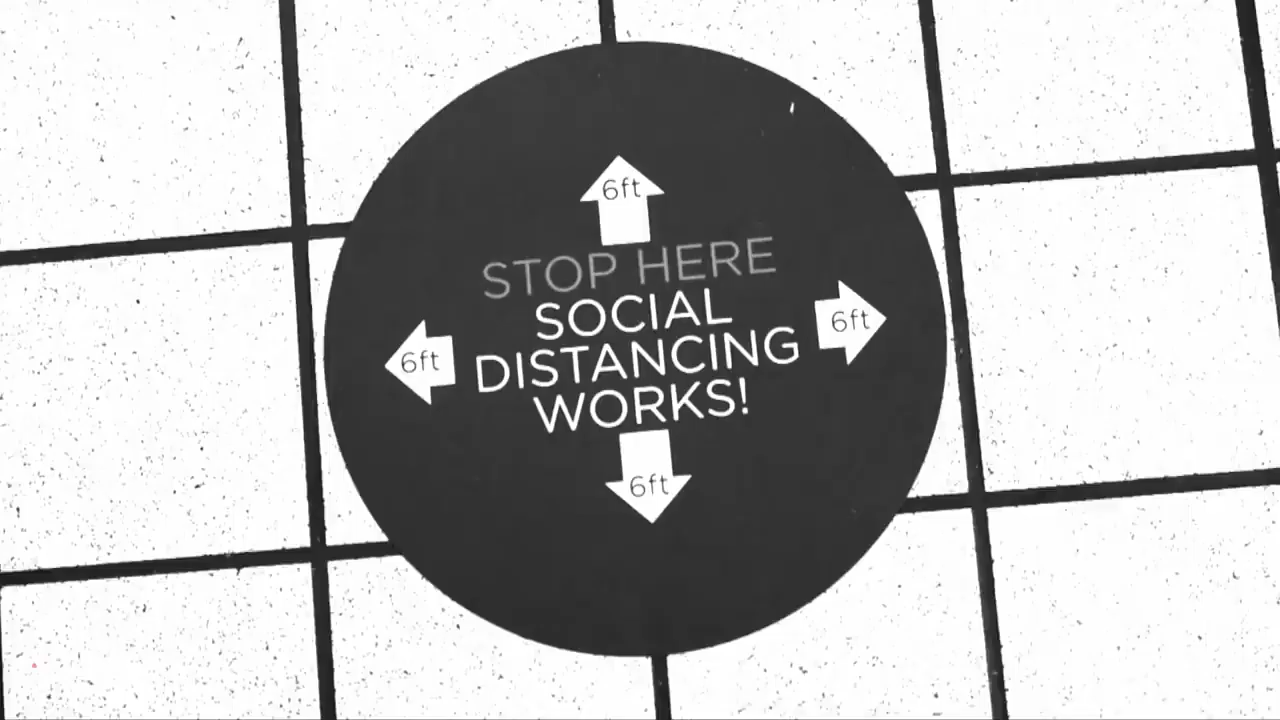 6ft
STOP HERE
SOCIAL
6ft DISTANCING 6ft
WORKS!
6ft